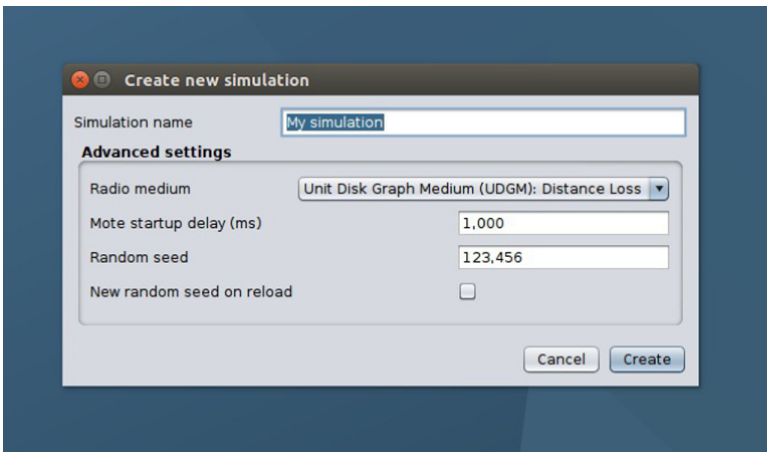 Create new simulation
Simulation name My simulation
Advanced settings
Radio medium Unit Disk Graph Medium (UDGM): Distance Loss
Mote startup delay (ms) 1,000
Random seed 123,456
New random seed on reload
Cancel Create